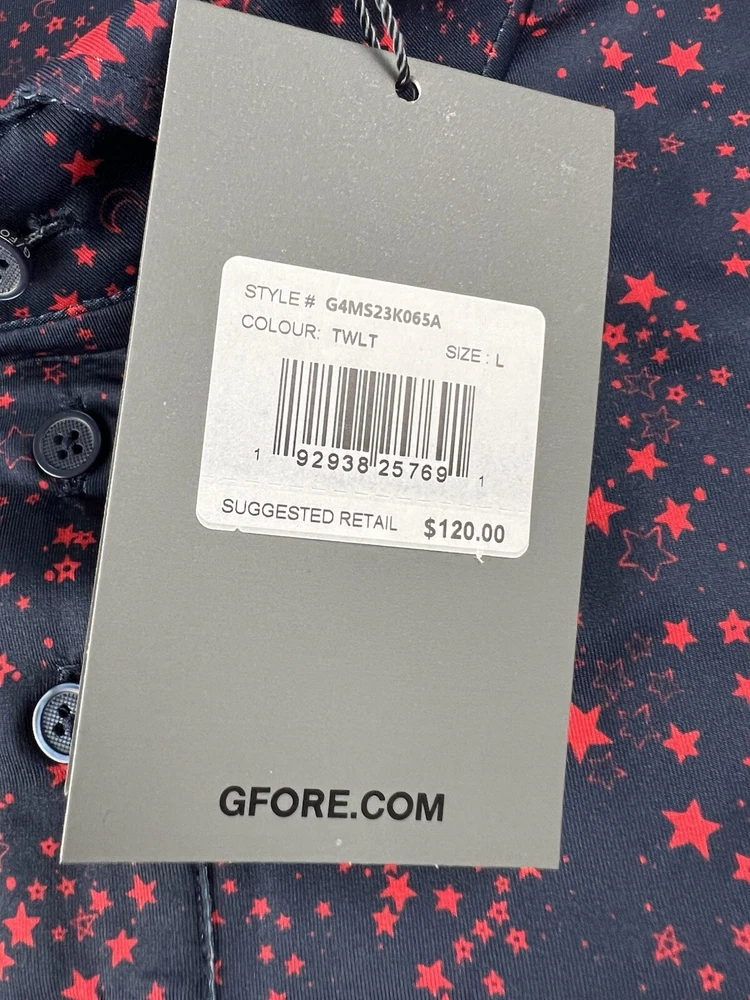 STYLE # G4MS23K065A
COLOUR: TWLT
SIZE : L
1 92938 25769 1
SUGGESTED RETAIL $120.00
GFORE.COM